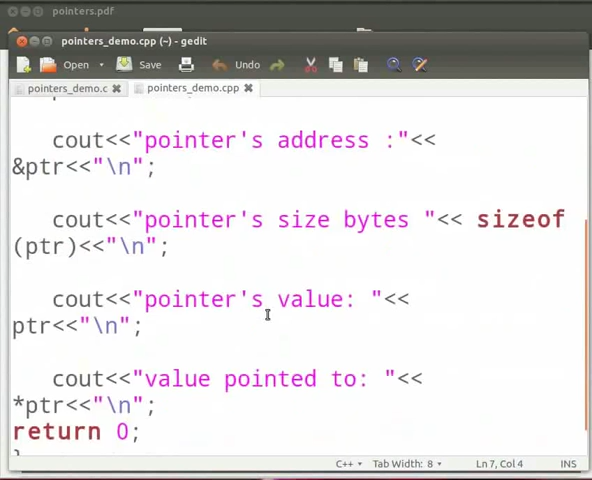 pointers.pdf
pointers_demo.cpp (~) - gedit
Open Save Undo
pointers_demo.c pointers_demo.cpp
cout<<"pointer's address :"<<
&ptr<<"\n";
cout<<"pointer's size bytes "<< sizeof
(ptr)<<"\n";
cout<<"pointer's value: "<<
ptr<<"\n";
cout<<"value pointed to: "<<
*ptr<<"\n";
return 0;
}
C++ Tab Width: 8 Ln 7, Col 4 INS